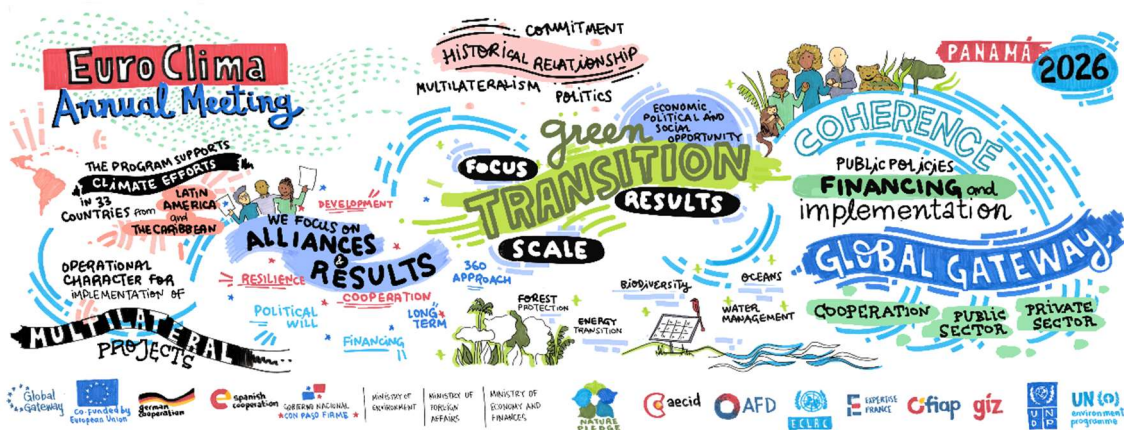 EuroClima
Annual Meeting
THE PROGRAM SUPPORTS
CLIMATE EFFORTS
IN 33
COUNTRIES from
LATIN
AMERICA
and
THE CARIBBEAN
OPERATIONAL
CHARACTER FOR
IMPLEMENTATION OF
MULTILATERAL
PROJECTS
WE FOCUS ON
ALLIANCES
&
RESULTS
DEVELOPMENT
RESILIENCE
COOPERATION
POLITICAL
WILL
LONG
TERM
FINANCING
COMMITMENT
HISTORICAL RELATIONSHIP
MULTILATERALISM
POLITICS
ECONOMIC,
POLITICAL AND
SOCIAL
OPPORTUNITY
green
TRANSITION
FOCUS
RESULTS
SCALE
360
APPROACH
FOREST
PROTECTION
ENERGY
TRANSITION
BIODIVERSITY
OCEANS
WATER
MANAGEMENT
PANAMÁ
2026
COHERENCE
PUBLIC POLICIES
FINANCING and
implementation
GLOBAL GATEWAY,
COOPERATION
PUBLIC
SECTOR
PRIVATE
SECTOR
Global
Gateway
co-funded by
European Union
german
cooperation
spanish
cooperation
GOBIERNO NACIONAL
CON PASO FIRME
MINISTRY OF
ENVIRONMENT
MINISTRY OF
FOREIGN
AFFAIRS
MINISTRY OF
ECONOMY AND
FINANCES
NATURE
PLEDGE
aecid
AFD
ECLAC
EXPERTISE
FRANCE
fiap
giz
UN
DP
UN
environment
programme